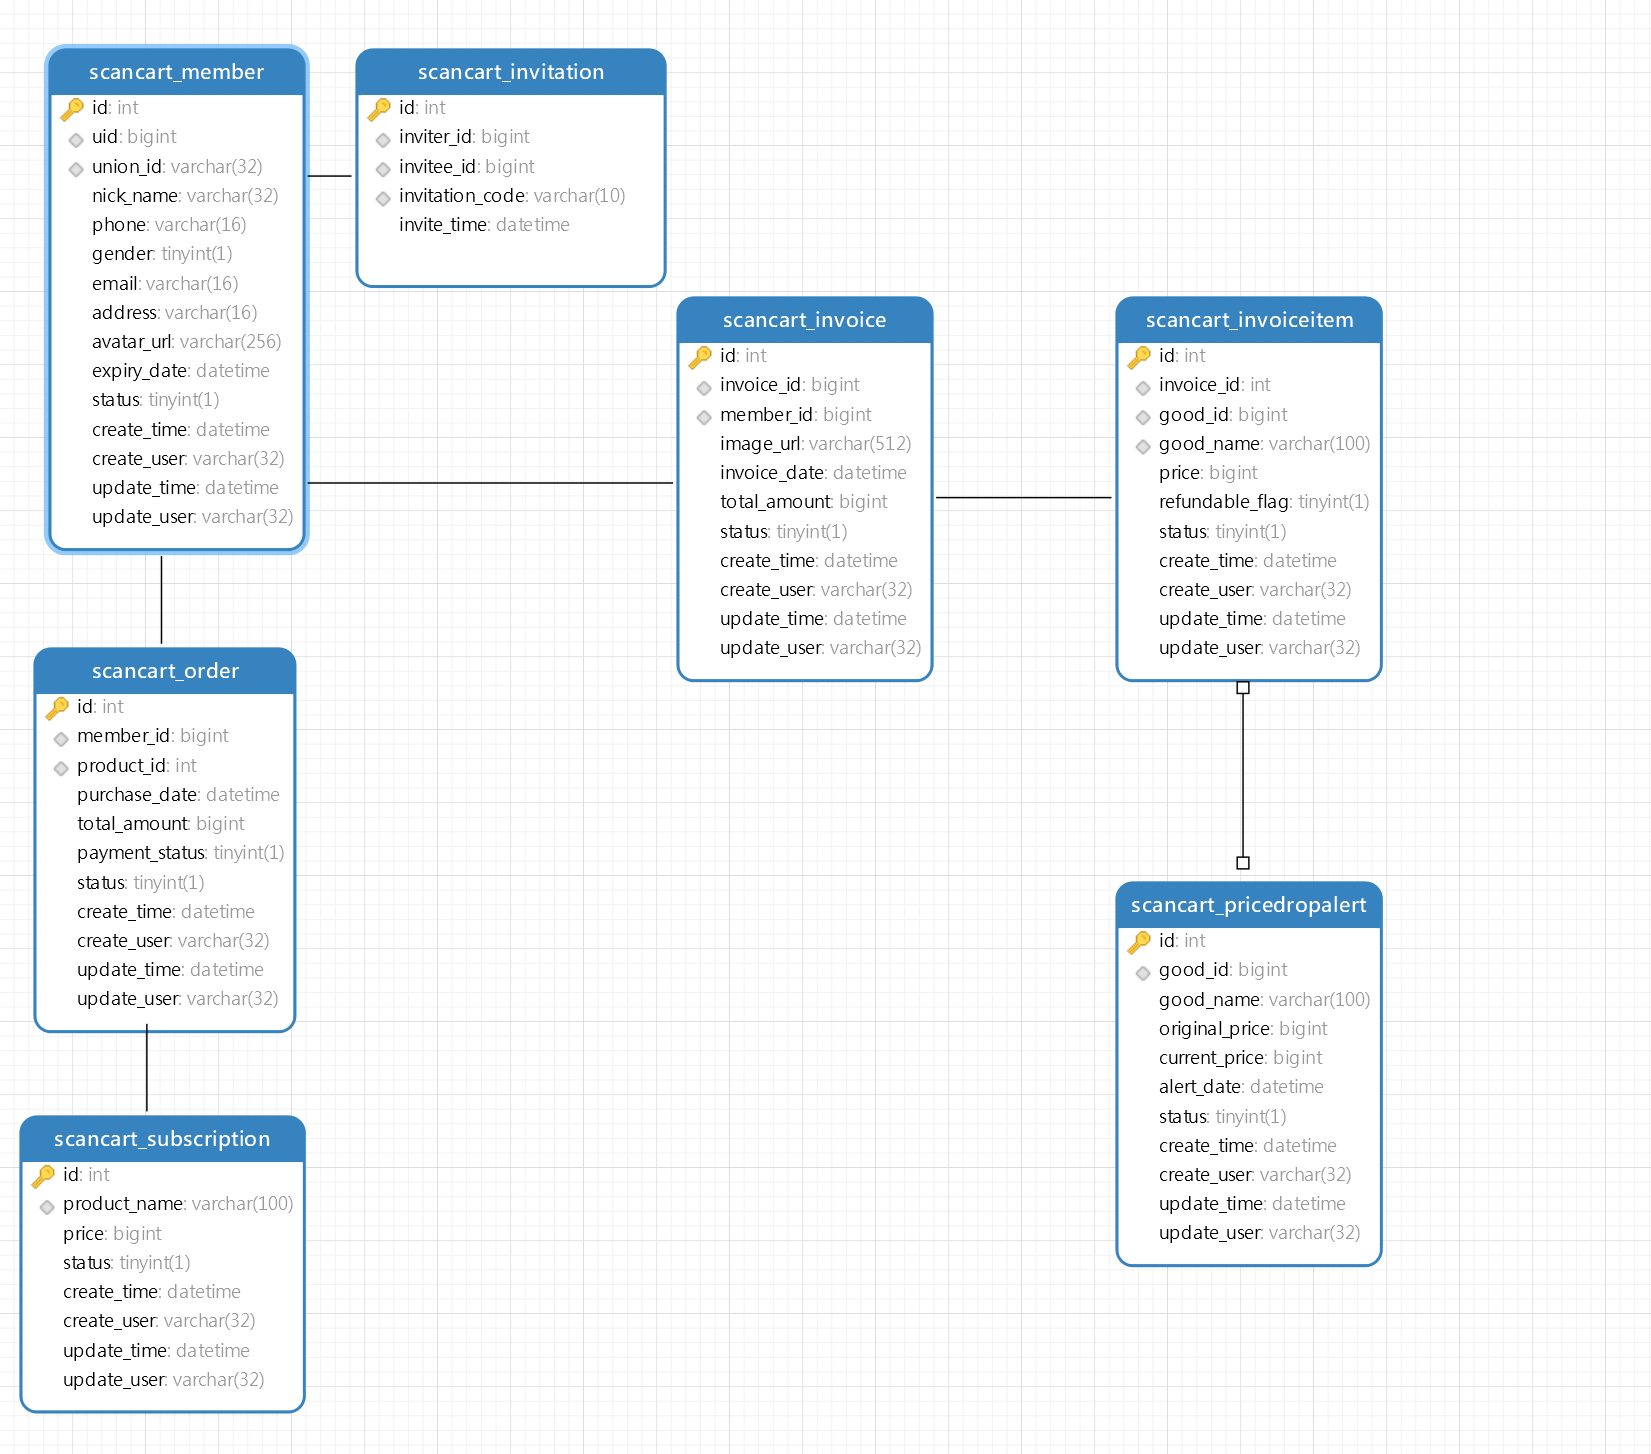 scancart_member
id: int
uid: bigint
union_id: varchar(32)
nick_name: varchar(32)
phone: varchar(16)
gender: tinyint(1)
email: varchar(16)
address: varchar(16)
avatar_url: varchar(256)
expiry_date: datetime
status: tinyint(1)
create_time: datetime
create_user: varchar(32)
update_time: datetime
update_user: varchar(32)
scancart_invitation
id: int
inviter_id: bigint
invitee_id: bigint
invitation_code: varchar(10)
invite_time: datetime
scancart_invoice
id: int
invoice_id: bigint
member_id: bigint
image_url: varchar(512)
invoice_date: datetime
total_amount: bigint
status: tinyint(1)
create_time: datetime
create_user: varchar(32)
update_time: datetime
update_user: varchar(32)
scancart_invoiceitem
id: int
invoice_id: int
good_id: bigint
good_name: varchar(100)
price: bigint
refundable_flag: tinyint(1)
status: tinyint(1)
create_time: datetime
create_user: varchar(32)
update_time: datetime
update_user: varchar(32)
scancart_order
id: int
member_id: bigint
product_id: int
purchase_date: datetime
total_amount: bigint
payment_status: tinyint(1)
status: tinyint(1)
create_time: datetime
create_user: varchar(32)
update_time: datetime
update_user: varchar(32)
scancart_pricedropalert
id: int
good_id: bigint
good_name: varchar(100)
original_price: bigint
current_price: bigint
alert_date: datetime
status: tinyint(1)
create_time: datetime
create_user: varchar(32)
update_time: datetime
update_user: varchar(32)
scancart_subscription
id: int
product_name: varchar(100)
price: bigint
status: tinyint(1)
create_time: datetime
create_user: varchar(32)
update_time: datetime
update_user: varchar(32)